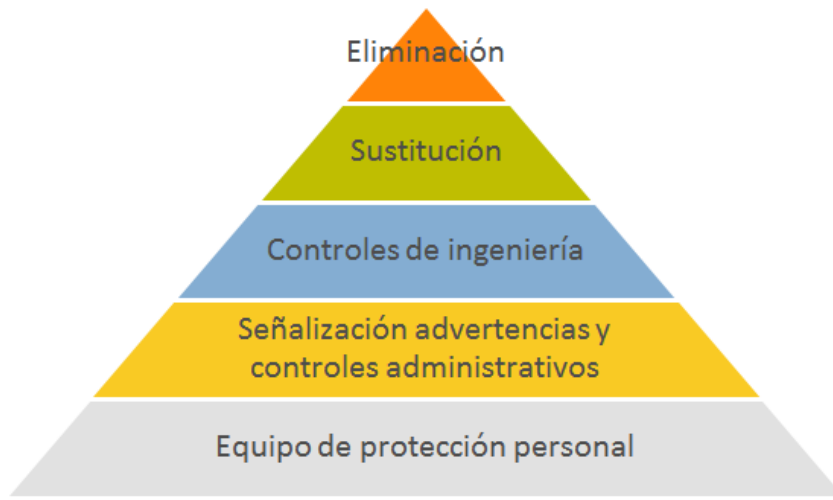 Eliminación
Sustitución
Controles de ingeniería
Señalización advertencias y
controles administrativos
Equipo de protección personal